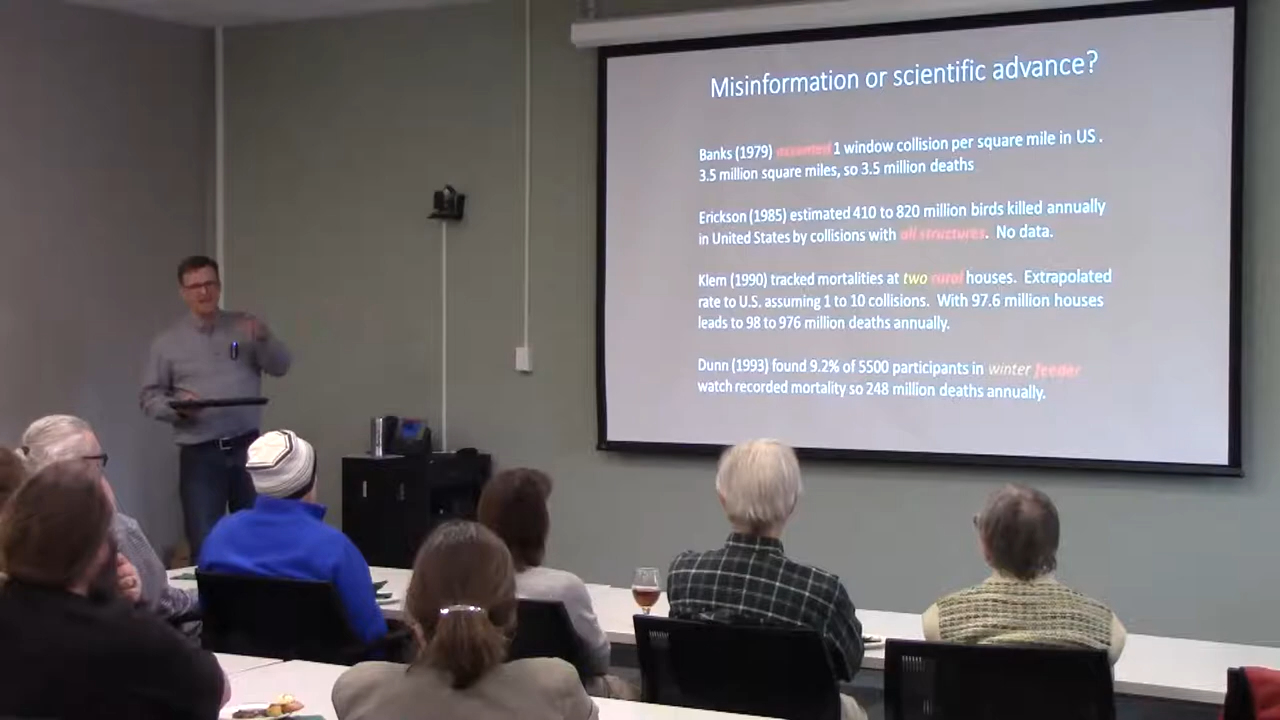 Misinformation or scientific advance?
Banks (1979) assumed 1 window collision per square mile in US .
3.5 million square miles, so 3.5 million deaths
Erickson (1985) estimated 410 to 820 million birds killed annually
in United States by collisions with all structures. No data.
Klem (1990) tracked mortalities at two rural houses. Extrapolated
rate to U.S. assuming 1 to 10 collisions. With 97.6 million houses
leads to 98 to 976 million deaths annually.
Dunn (1993) found 9.2% of 5500 participants in winter feeder
watch recorded mortality so 248 million deaths annually.